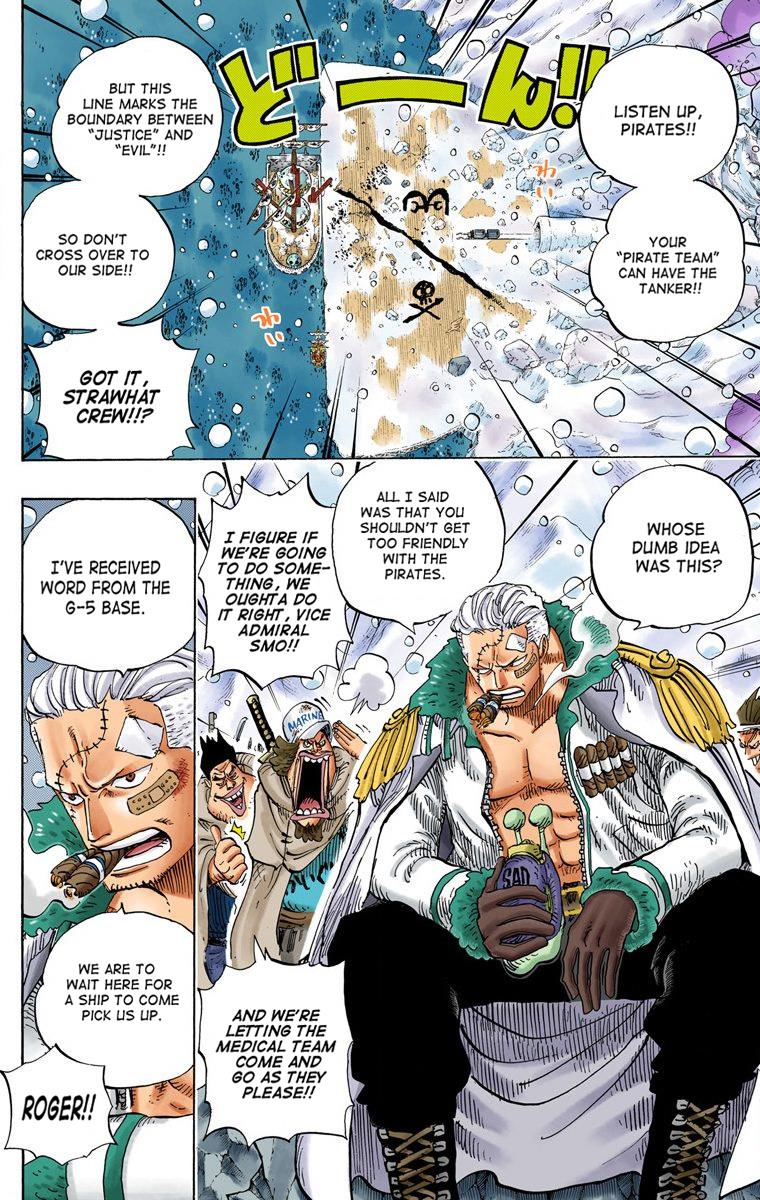 どーん!!
LISTEN UP,
PIRATES!!
わい
YOUR
"PIRATE TEAM"
CAN HAVE THE
TANKER!!
BUT THIS
LINE MARKS THE
BOUNDARY BETWEEN
"JUSTICE" AND
"EVIL"!!
SO DON'T
CROSS OVER TO
OUR SIDE!!
わい
GOT IT,
STRAWHAT
CREW!!?
WHOSE
DUMB IDEA
WAS THIS?
ALL I SAID
WAS THAT YOU
SHOULDN'T GET
TOO FRIENDLY
WITH THE
PIRATES.
I FIGURE IF
WE'RE GOING
TO DO SOME-
THING, WE
OUGHTA DO
IT RIGHT, VICE
ADMIRAL
SMO!!
MARINE
SAD
AND WE'RE
LETTING THE
MEDICAL TEAM
COME AND
GO AS THEY
PLEASE!!
I'VE RECEIVED
WORD FROM THE
G-5 BASE.
WE ARE TO
WAIT HERE FOR
A SHIP TO COME
PICK US UP.
ROGER!!